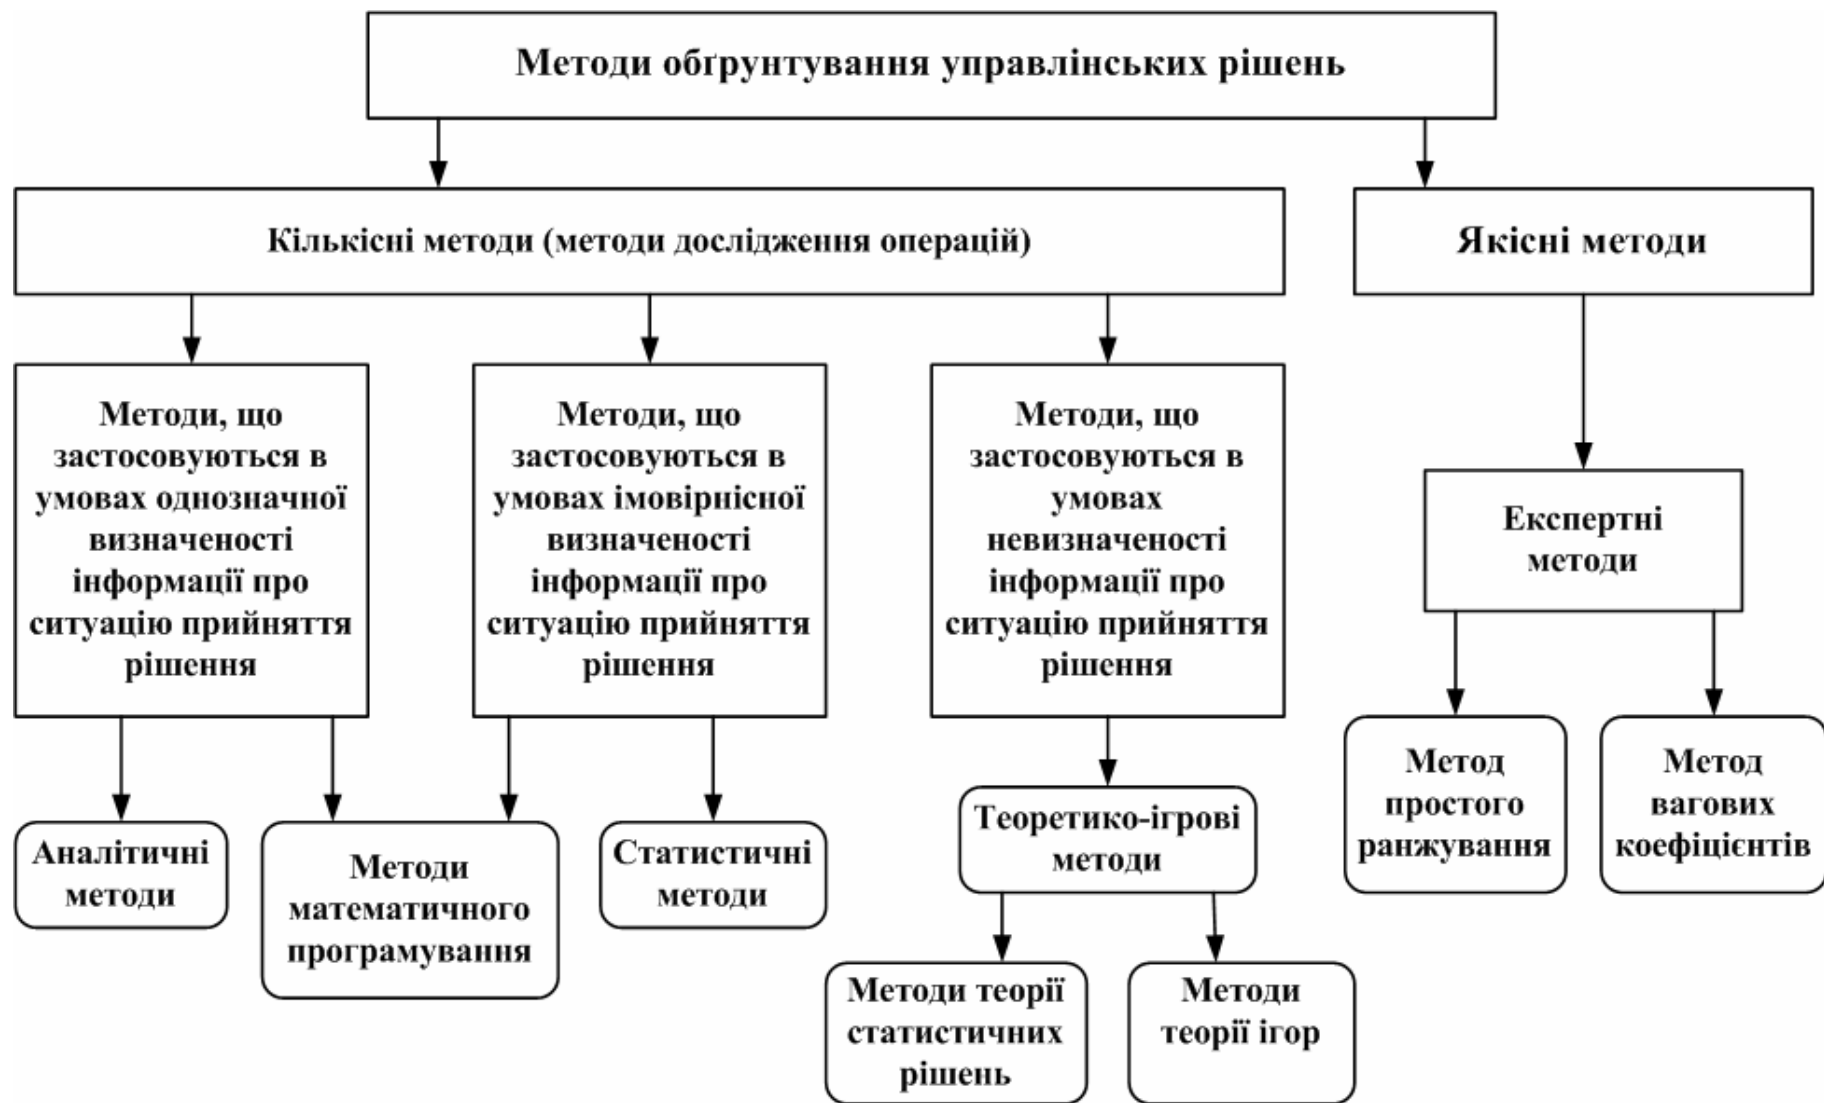 Методи обґрунтування управлінських рішень
Кількісні методи (методи дослідження операцій)
Якісні методи
Методи, що
застосовуються в
умовах однозначної
визначеності
інформації про
ситуацію прийняття
рішення
Методи, що
застосовуються в
умовах імовірнісної
визначеності
інформації про
ситуацію прийняття
рішення
Методи, що
застосовуються в
умовах
невизначеності
інформації про
ситуацію прийняття
рішення
Експертні
методи
Аналітичні
методи
Методи
математичного
програмування
Статистичні
методи
Теоретико-ігрові
методи
Метод
простого
ранжування
Метод
вагових
коефіцієнтів
Методи теорії
статистичних
рішень
Методи
теорії ігор